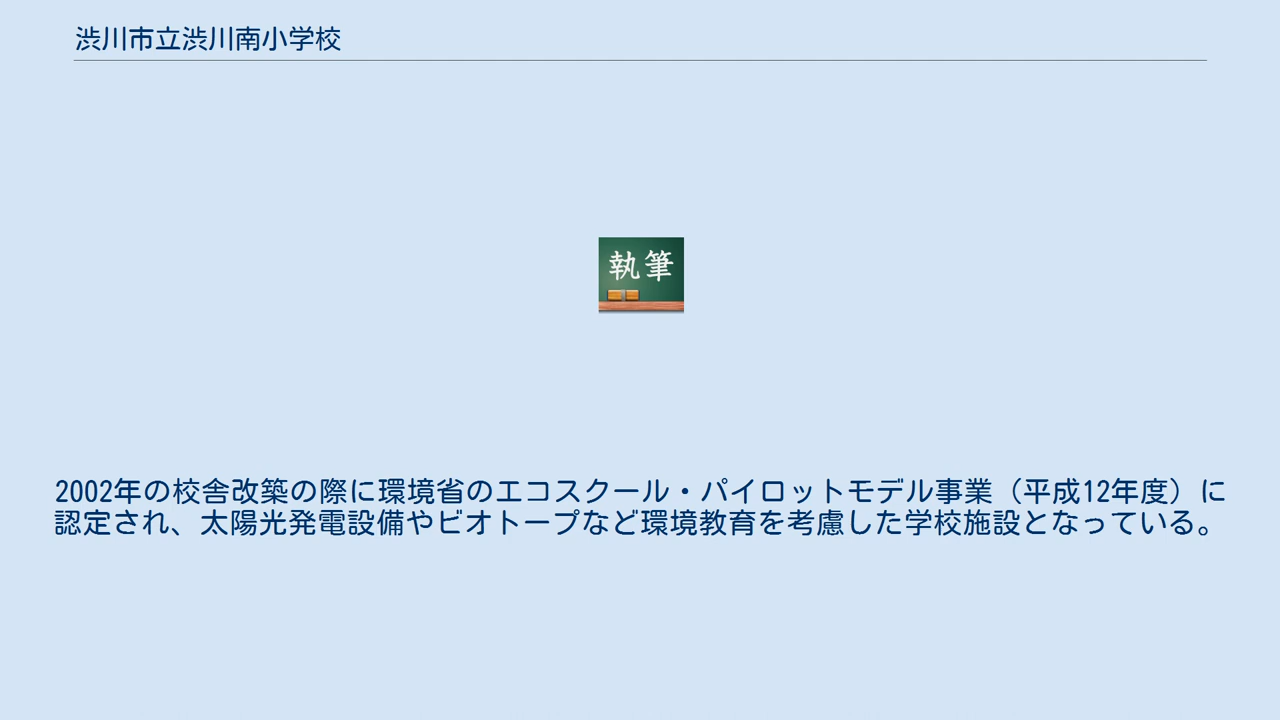 渋川市立渋川南小学校
執筆
2002年の校舎改築の際に環境省のエコスクール・パイロットモデル事業（平成12年度）に
認定され、太陽光発電設備やビオトープなど環境教育を考慮した学校施設となっている。